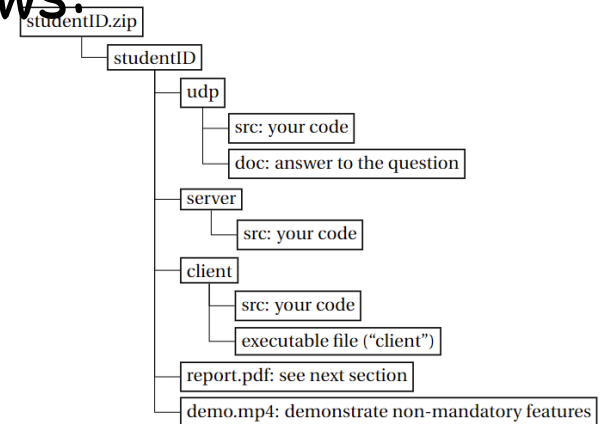 ws:
studentID.zip
studentID
udp
src: your code
doc: answer to the question
server
src: your code
client
src: your code
executable file (“client”)
report.pdf: see next section
demo.mp4: demonstrate non-mandatory features